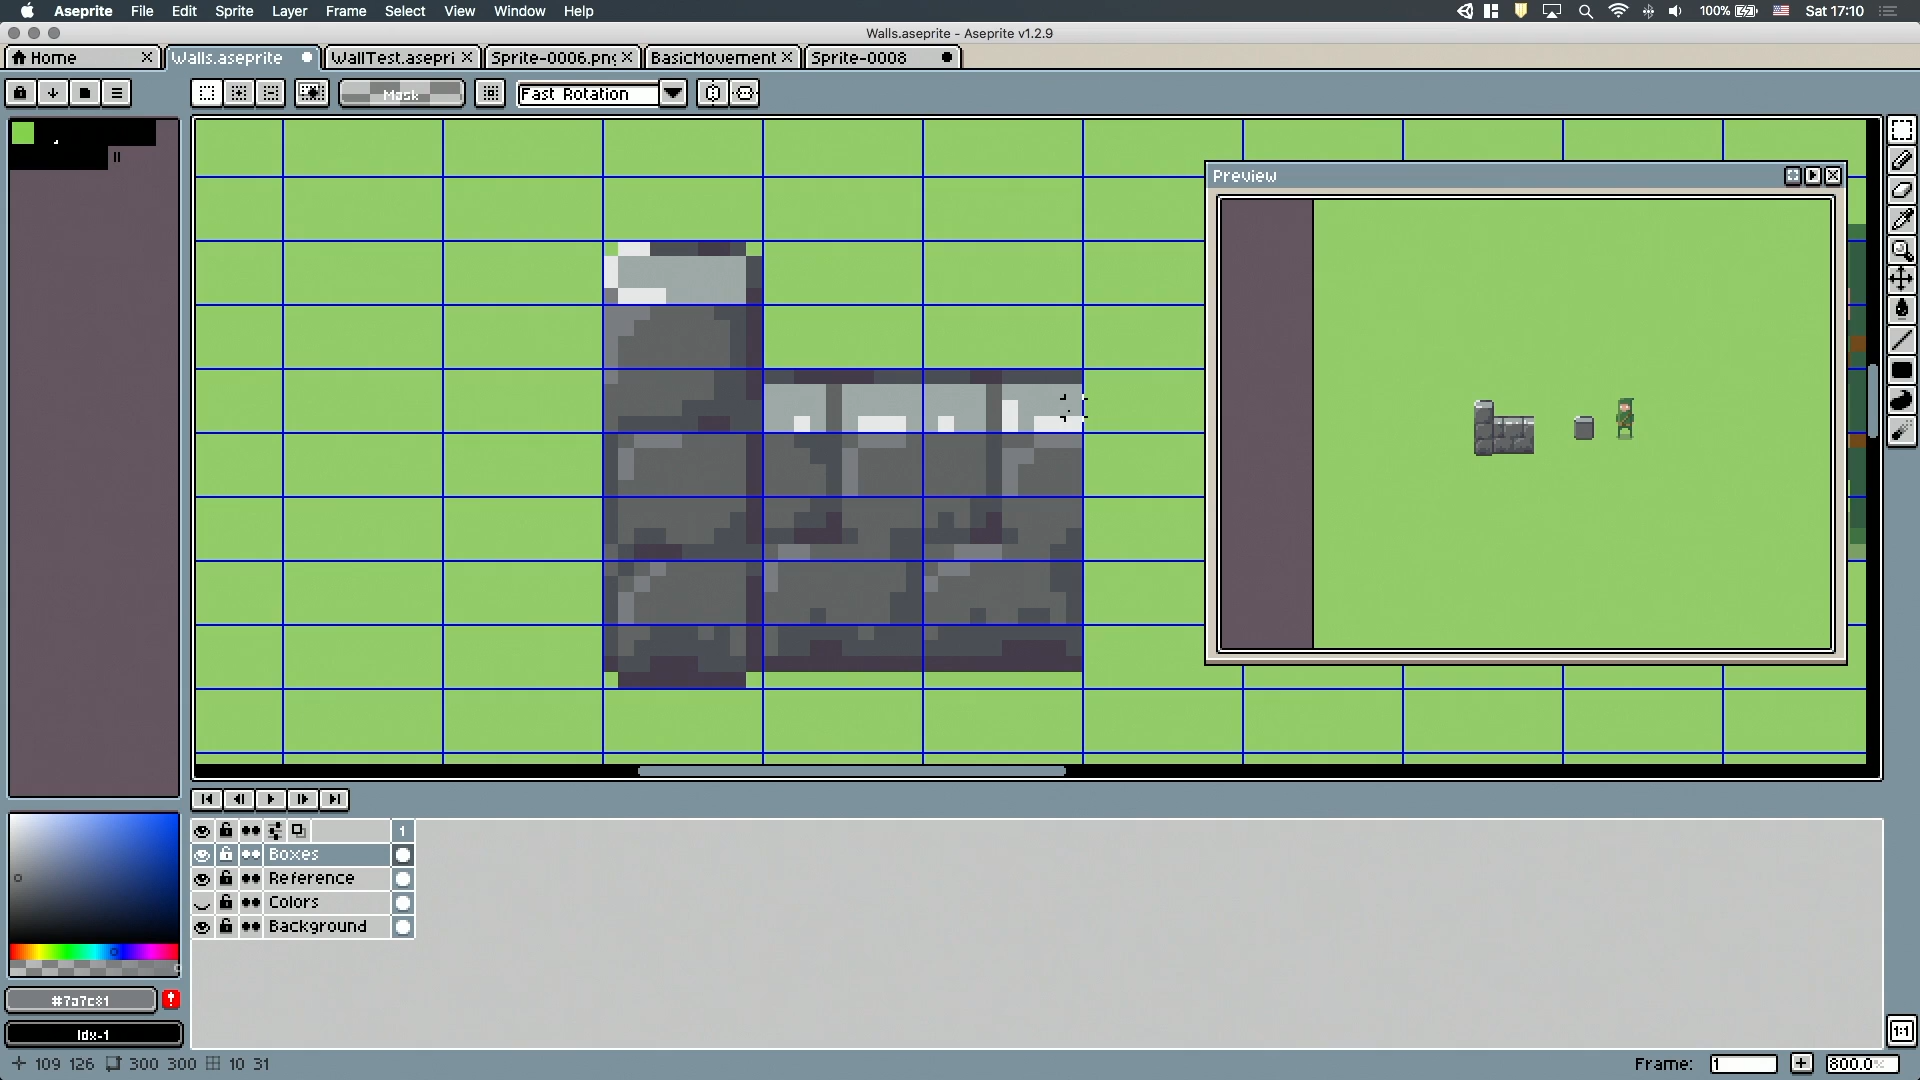 Aseprite File Edit Sprite Layer Frame Select View Window Help 100% Sat 17:10
Walls.aseprite - Aseprite v1.2.9
Home Walls.aseprite WallTest.asepri Sprite-0006.png BasicMovement Sprite-0008
Mask Fast Rotation
Preview
1
Boxes
Reference
Colors
Background
#7a7c81
Idx-1
1:1
109 126 300 300 10 31 Frame: 1 800.0